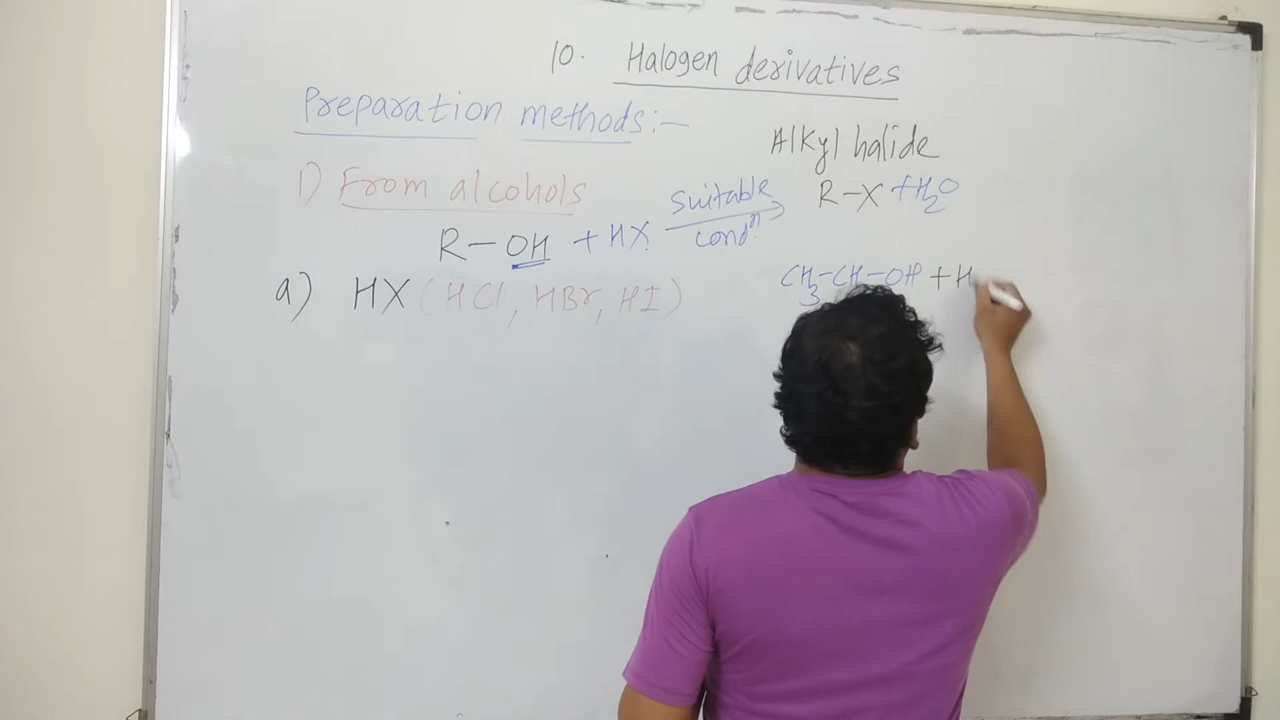 10. Halogen derivatives
Preparation methods:-
Alkyl halide
1) From alcohols
R-OH + HX suitable condⁿ → R-X + H₂O
a) HX (HCl, HBr, HI)
CH₃-CH-OH + H